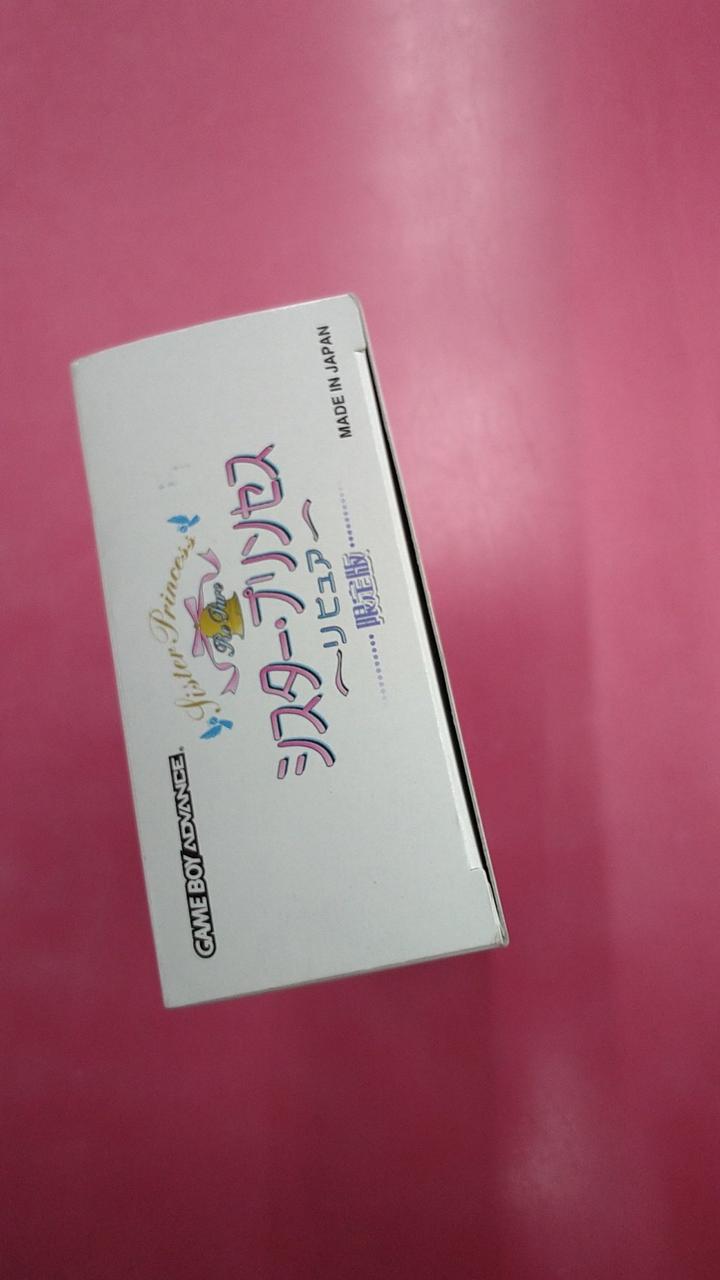 GAME BOY ADVANCE
Sister Princess
Re Pure
シスター・プリンセス
〜リピュア〜
限定版
MADE IN JAPAN